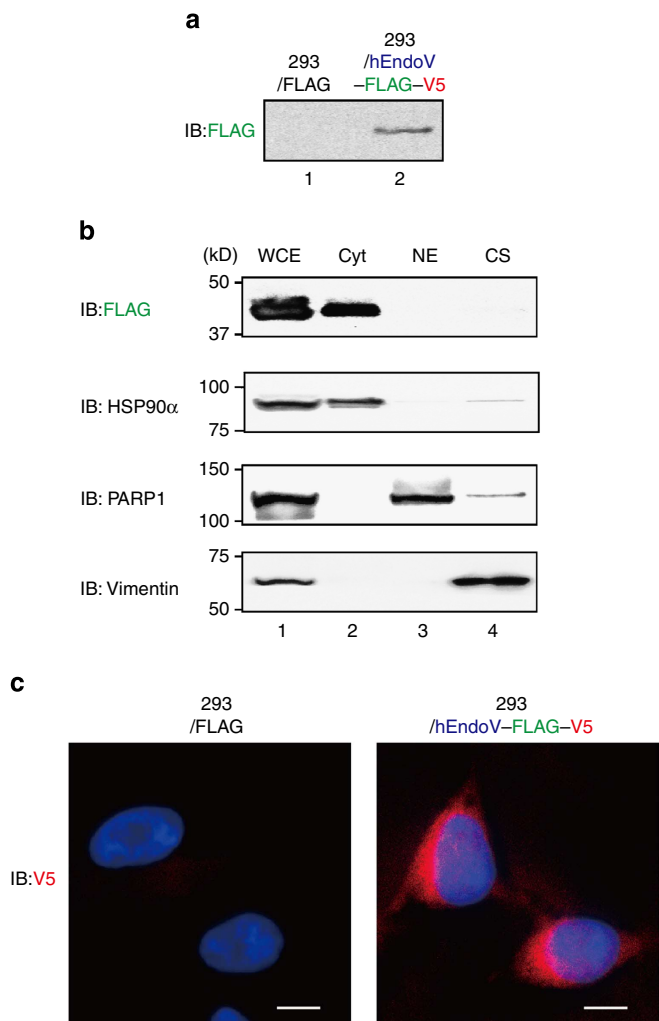 a
293
/FLAG
293
/hEndoV
–FLAG–V5
IB:FLAG
1 2
b
(kD) WCE Cyt NE CS
50
IB:FLAG
37
100
IB: HSP90α
75
150
IB: PARP1
100
75
IB: Vimentin
50
1 2 3 4
c
293
/FLAG
293
/hEndoV–FLAG–V5
IB:V5